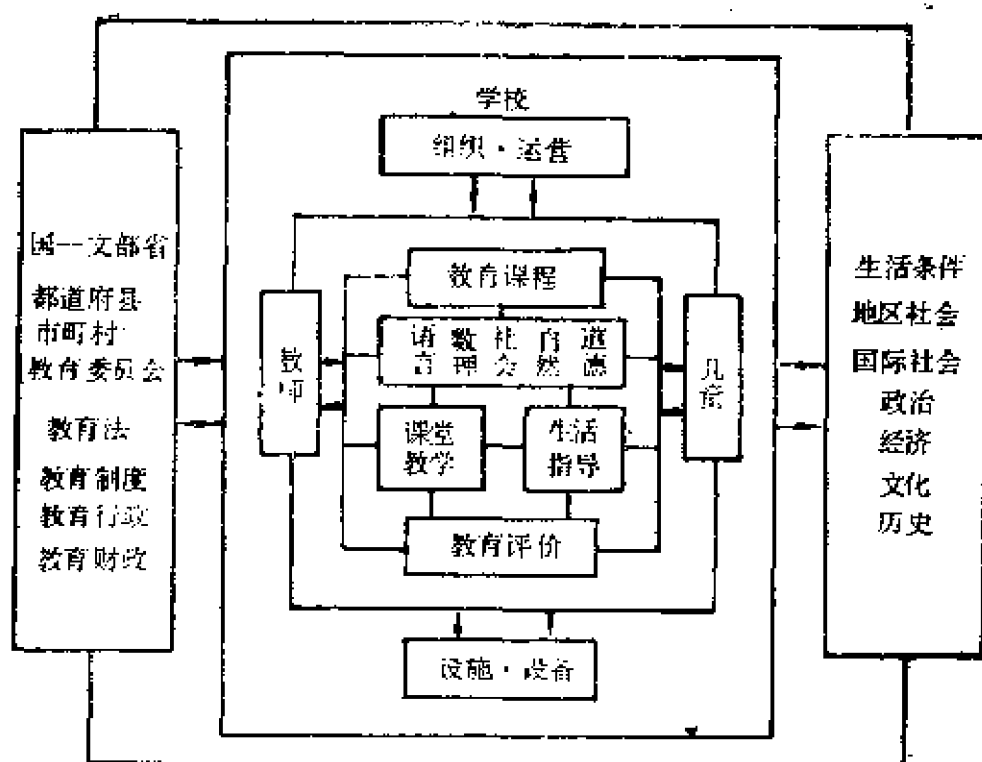 学校
组织·运营
国--文部省
都道府县
市町村
教育委员会
教育法
教育制度
教育行政
教育财政
教师
教育课程
语言 数理 社会 自然 道德
课堂
教学
生活
指导
教育评价
儿童
设施·设备
生活条件
地区社会
国际社会
政治
经济
文化
历史